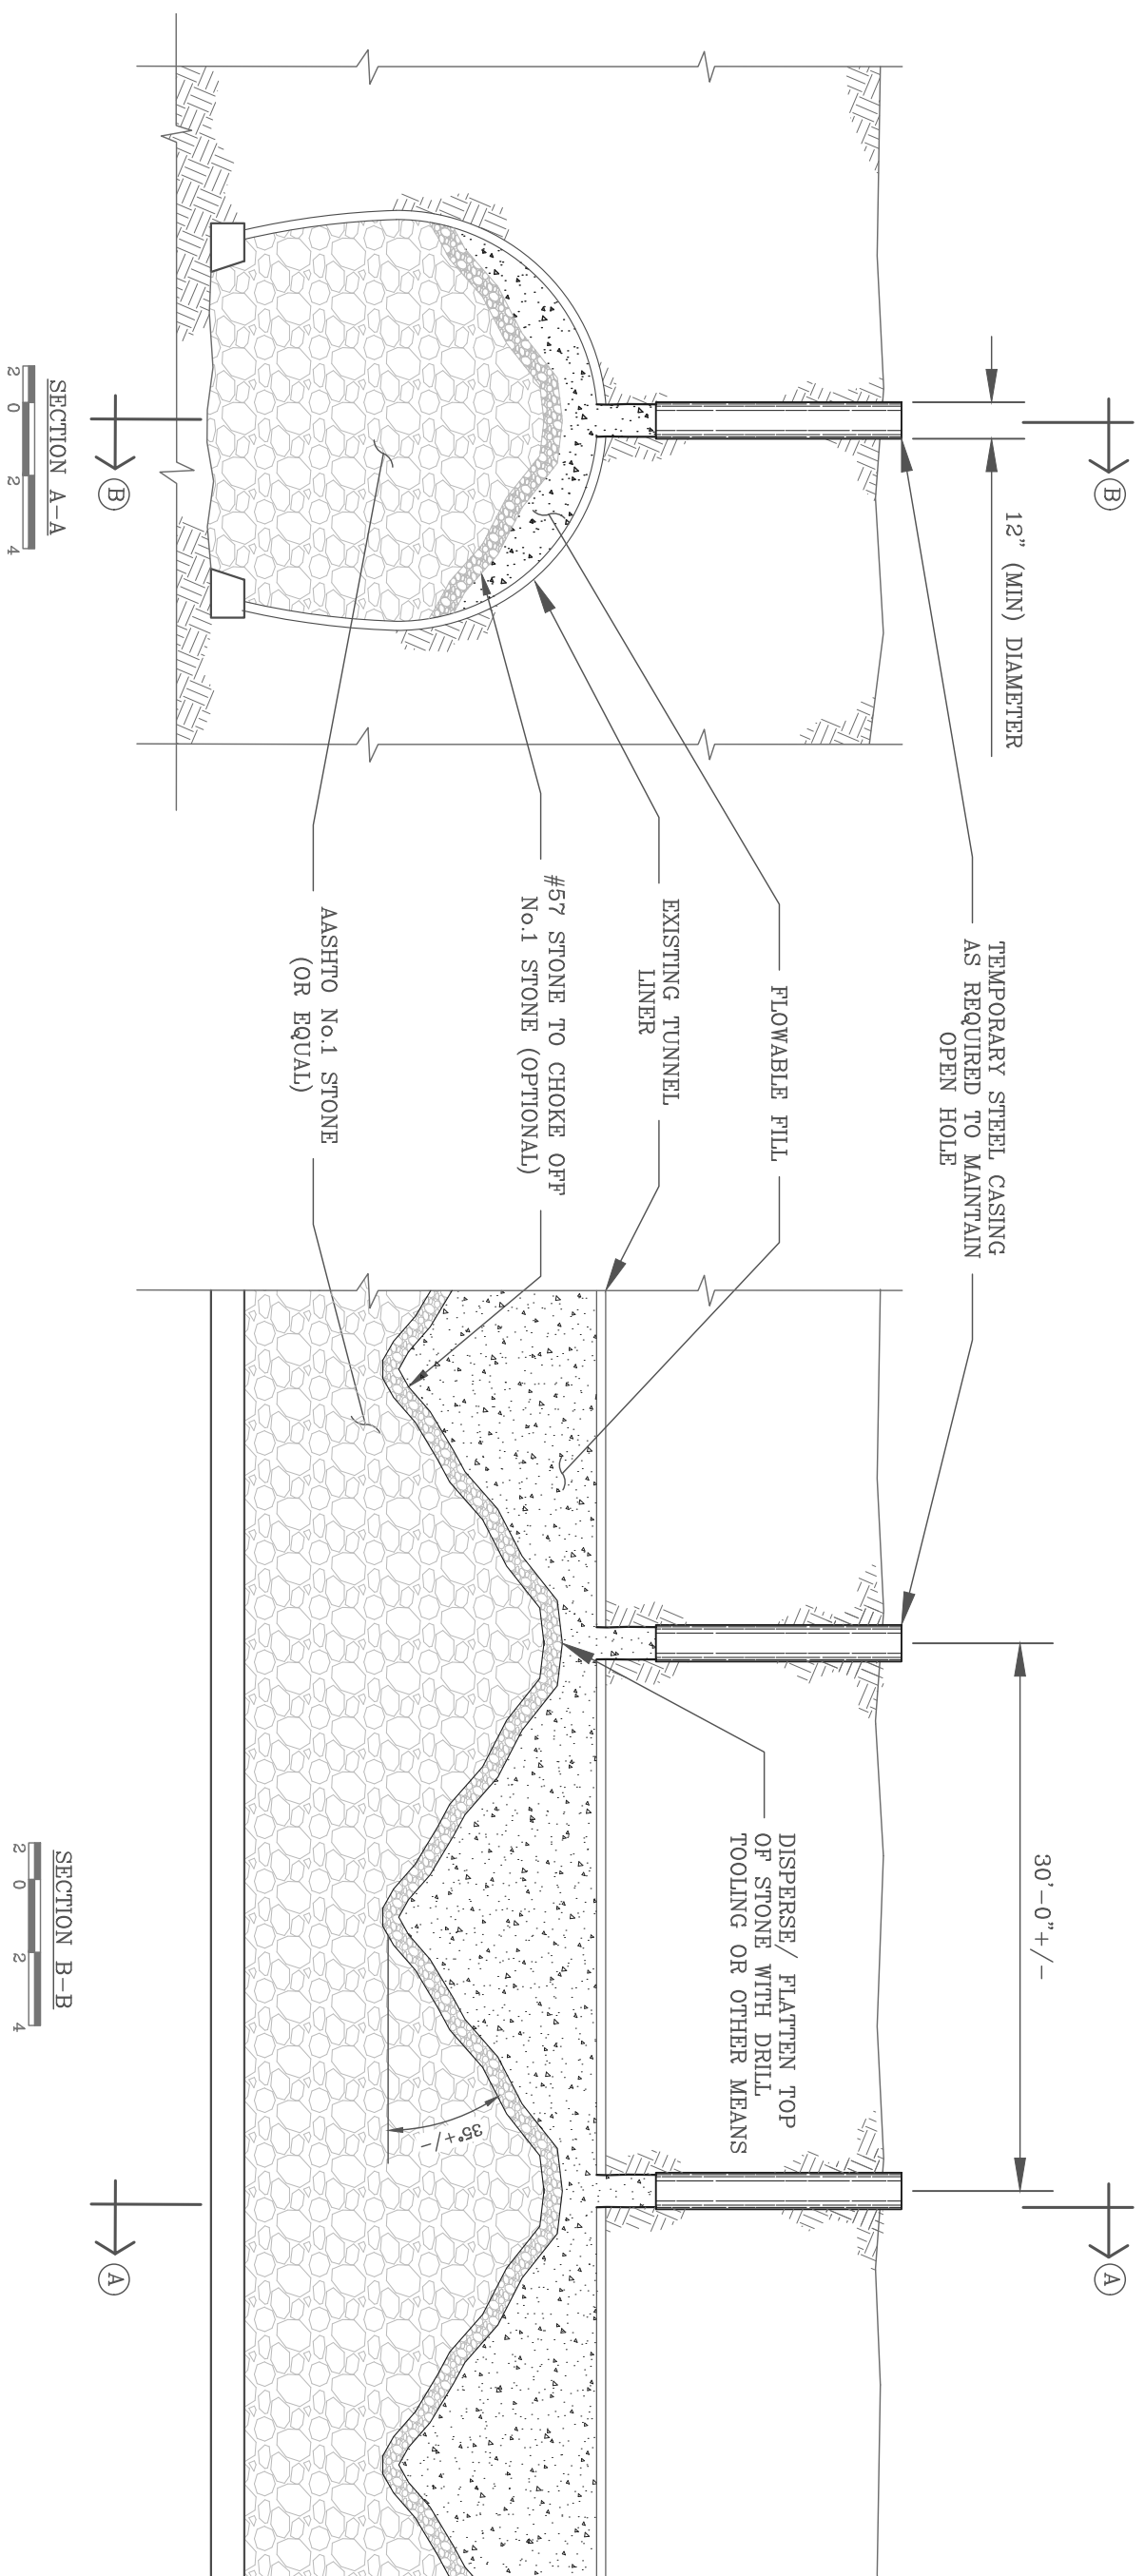 B
12" (MIN) DIAMETER
TEMPORARY STEEL CASING
AS REQUIRED TO MAINTAIN
OPEN HOLE
FLOWABLE FILL
EXISTING TUNNEL
LINER
#57 STONE TO CHOKE OFF
No.1 STONE (OPTIONAL)
AASHTO No.1 STONE
(OR EQUAL)
B
SECTION A-A
2 0 2 4
30'-0"+/-
A
DISPERSE/ FLATTEN TOP
OF STONE WITH DRILL
TOOLING OR OTHER MEANS
35°+/-
A
SECTION B-B
2 0 2 4